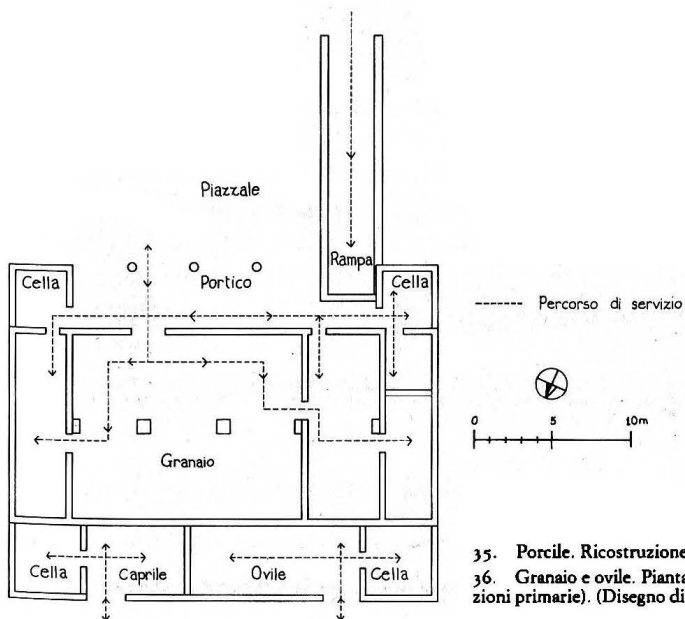 Piazzale
Rampa
Cella
Portico
Cella
Percorso di servizio
0 5 10m
Granaio
Cella
Caprile
Ovile
Cella
35. Porcile. Ricostruzione
36. Granaio e ovile. Pianta
zioni primarie). (Disegno di